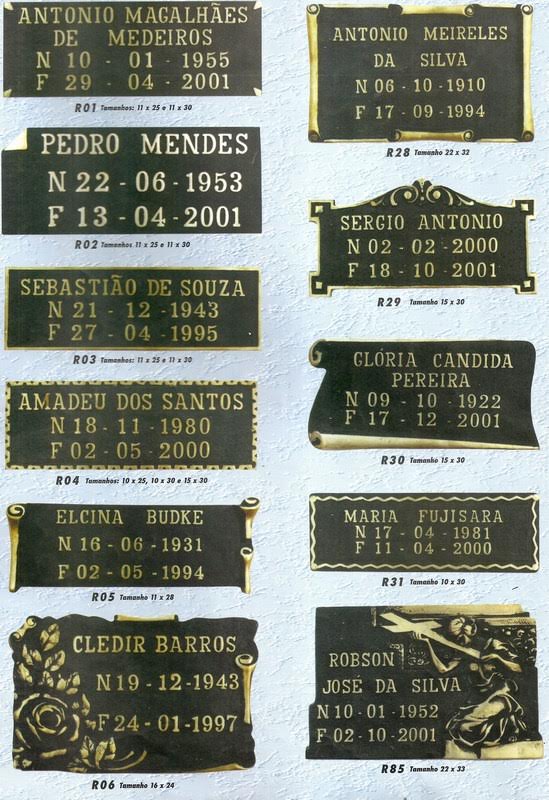 ANTONIO MAGALHÃES
DE MEDEIROS
N 10 - 01 - 1955
F 29 - 04 - 2001
R01 Tamanhos: 11 x 25 e 11 x 30
PEDRO MENDES
N 22 - 06 - 1953
F 13 - 04 - 2001
R02 Tamanhos 11 x 25 e 11 x 30
SEBASTIÃO DE SOUZA
N 21 - 12 - 1943
F 27 - 04 - 1995
R03 Tamanhos: 11 x 25 e 11 x 30
AMADEU DOS SANTOS
N 18 - 11 - 1980
F 02 - 05 - 2000
R04 Tamanhos: 10 x 25, 10 x 30 e 15 x 30
ELCINA BUDKE
N 16 - 06 - 1931
F 02 - 05 - 1994
R05 Tamanho 11 x 28
CLEDIR BARROS
N 19 - 12 - 1943
F 24 - 01 - 1997
R06 Tamanho 16 x 24
ANTONIO MEIRELES
DA SILVA
N 06 - 10 - 1910
F 17 - 09 - 1994
R28 Tamanho 22 x 32
SERGIO ANTONIO
N 02 - 02 - 2000
F 18 - 10 - 2001
R29 Tamanho 15 x 30
GLÓRIA CANDIDA
PEREIRA
N 09 - 10 - 1922
F 17 - 12 - 2001
R30 Tamanho 15 x 30
MARIA FUJISARA
N 17 - 04 - 1981
F 11 - 04 - 2000
R31 Tamanho 10 x 30
ROBSON
JOSÉ DA SILVA
N 10 - 01 - 1952
F 02 - 10 - 2001
R85 Tamanho 22 x 33